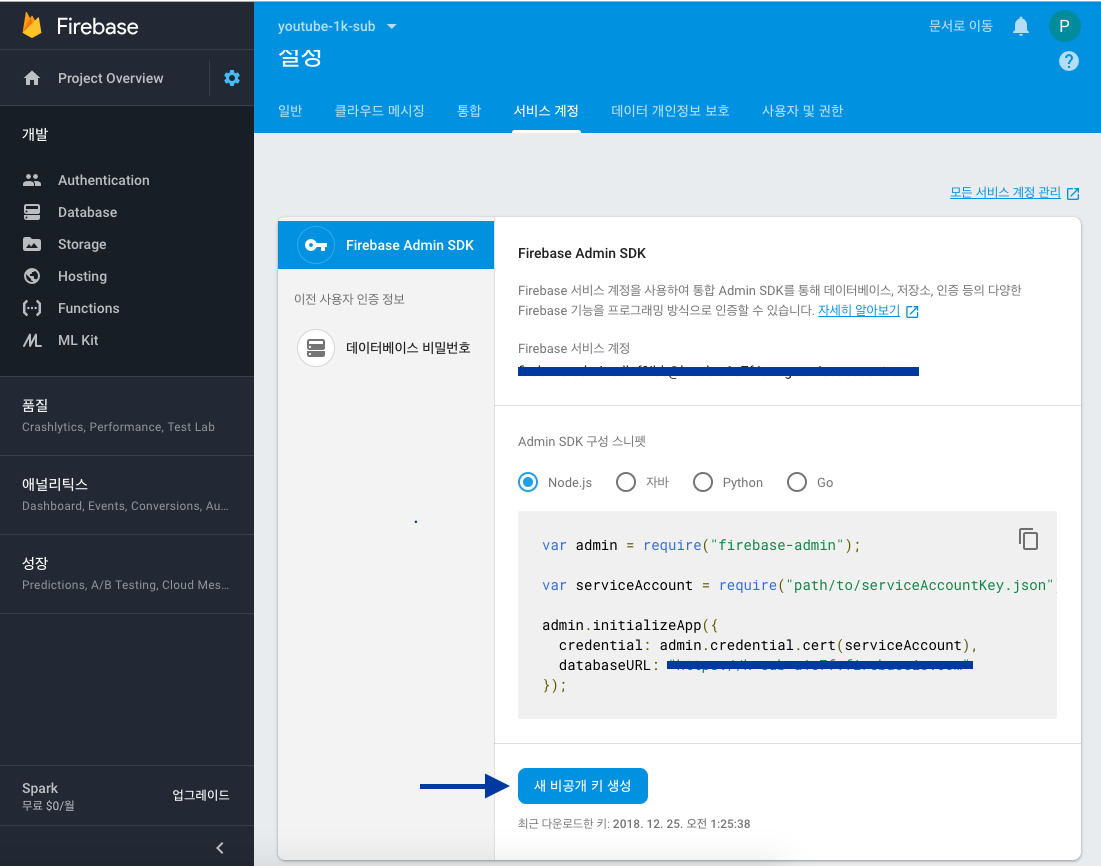 Firebase
Project Overview
개발
Authentication
Database
Storage
Hosting
Functions
ML Kit
품질
Crashlytics, Performance, Test Lab
애널리틱스
Dashboard, Events, Conversions, Au...
성장
Predictions, A/B Testing, Cloud Mes...
Spark
무료 $0/월
업그레이드
youtube-1k-sub
문서로 이동
P
설정
?
일반 클라우드 메시징 통합 서비스 계정 데이터 개인정보 보호 사용자 및 권한
모든 서비스 계정 관리
Firebase Admin SDK
이전 사용자 인증 정보
데이터베이스 비밀번호
Firebase Admin SDK
Firebase 서비스 계정을 사용하여 통합 Admin SDK를 통해 데이터베이스, 저장소, 인증 등의 다양한
Firebase 기능을 프로그래밍 방식으로 인증할 수 있습니다. 자세히 알아보기
Firebase 서비스 계정
Admin SDK 구성 스니펫
Node.js 자바 Python Go
var admin = require("firebase-admin");
var serviceAccount = require("path/to/serviceAccountKey.json"
admin.initializeApp({
credential: admin.credential.cert(serviceAccount),
databaseURL:
});
새 비공개 키 생성
최근 다운로드한 키: 2018. 12. 25. 오전 1:25:38